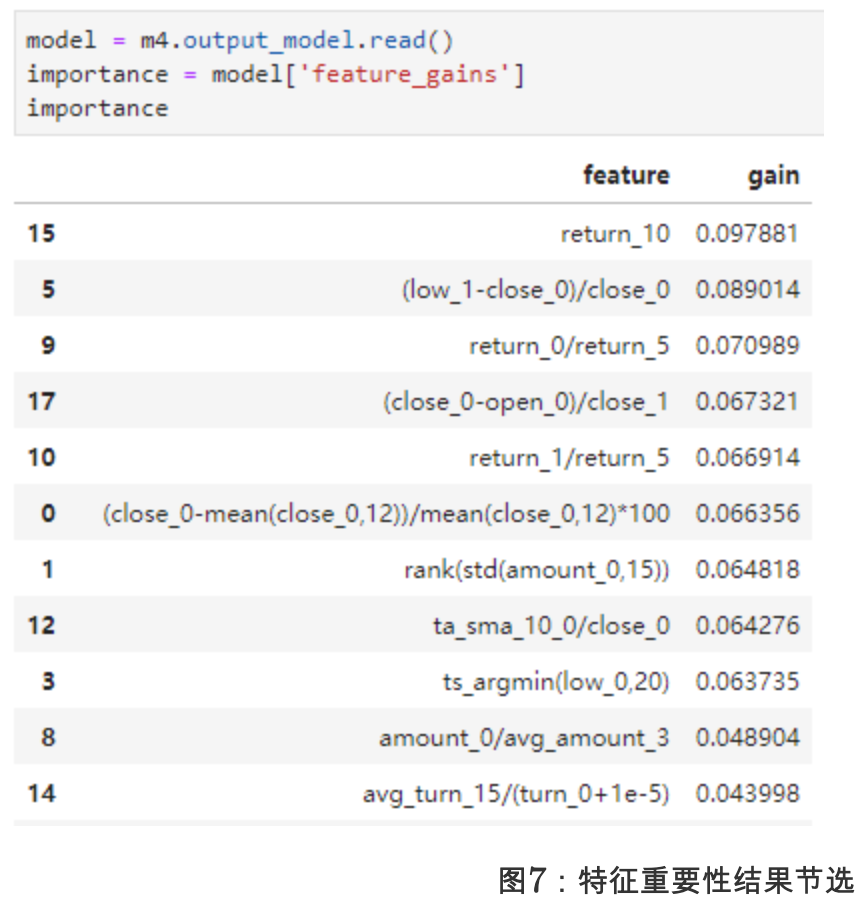 model = m4.output_model.read()
importance = model['feature_gains']
importance
feature gain
15 return_10 0.097881
5 (low_1-close_0)/close_0 0.089014
9 return_0/return_5 0.070989
17 (close_0-open_0)/close_1 0.067321
10 return_1/return_5 0.066914
0 (close_0-mean(close_0,12))/mean(close_0,12)*100 0.066356
1 rank(std(amount_0,15)) 0.064818
12 ta_sma_10_0/close_0 0.064276
3 ts_argmin(low_0,20) 0.063735
8 amount_0/avg_amount_3 0.048904
14 avg_turn_15/(turn_0+1e-5) 0.043998
图7：特征重要性结果节选